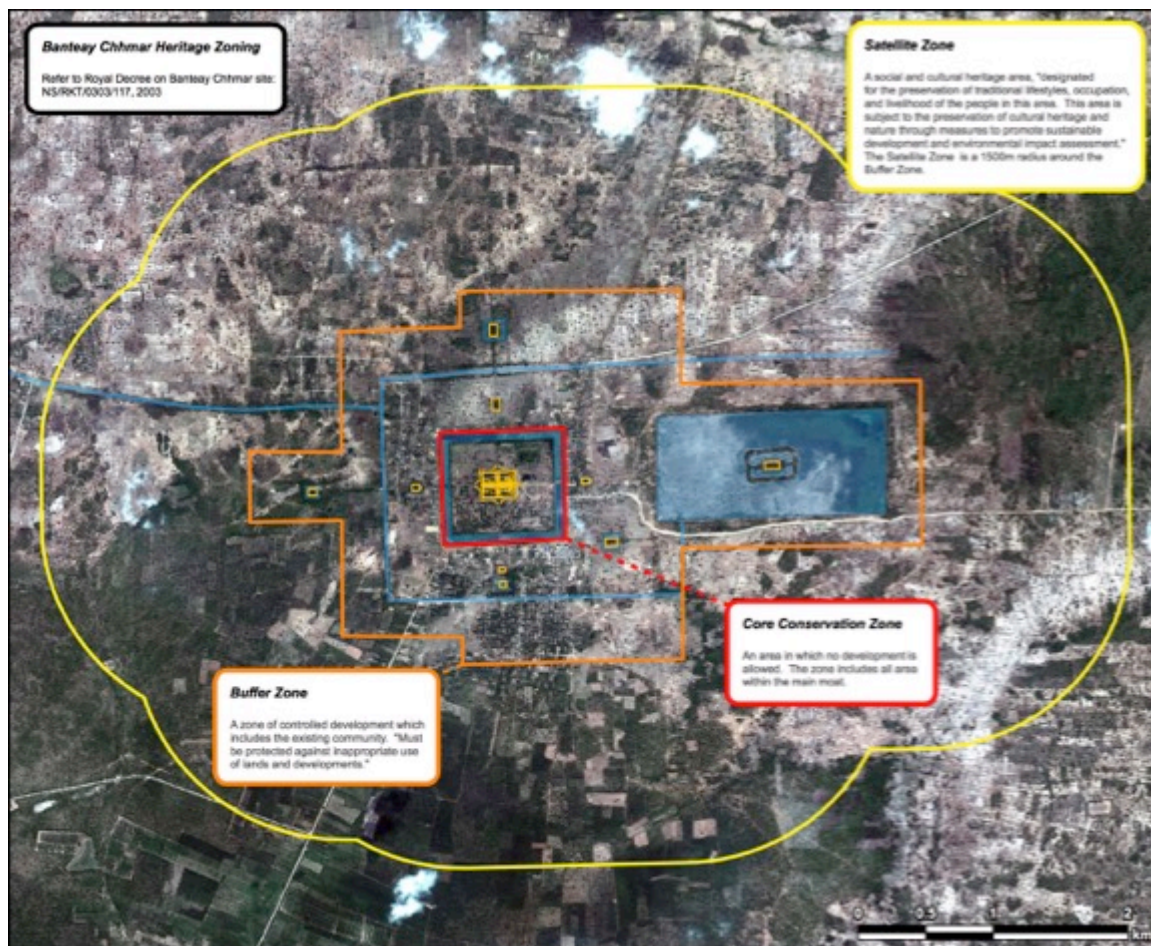 Banteay Chhmar Heritage Zoning
Refer to Royal Decree on Banteay Chhmar site:
NS/RKT/0303/117, 2003
Satellite Zone
A social and cultural heritage area, "designated
for the preservation of traditional lifestyles, occupation,
and livelihood of the people in this area. This area is
subject to the preservation of cultural heritage and
nature through measures to promote sustainable
development and environmental impact assessment."
The Satellite Zone is a 1500m radius around the
Buffer Zone.
Core Conservation Zone
An area in which no development is
allowed. The zone includes all area
within the main moat.
Buffer Zone
A zone of controlled development which
includes the existing community. "Must
be protected against inappropriate use
of lands and developments."
0 0.5 1 2
km